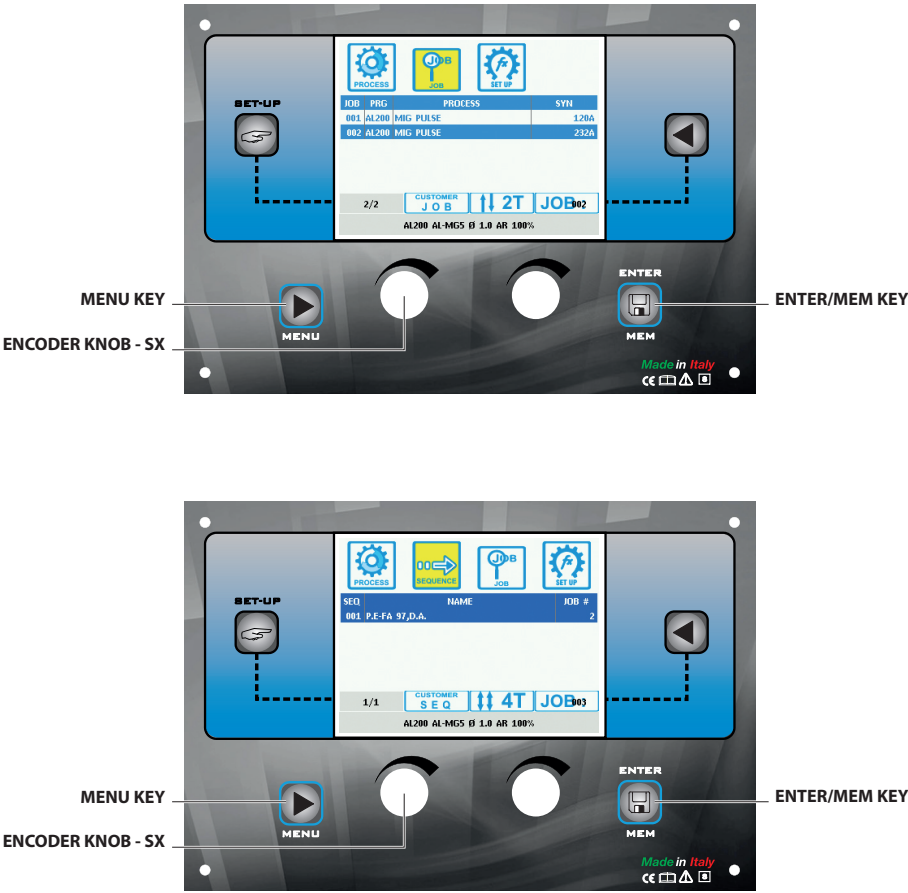 PROCESS
JOB
JOB
SET UP
SET-UP
JOB PRG PROCESS SYN
001 AL200 MIG PULSE 120A
002 AL200 MIG PULSE 232A
2/2 CUSTOMER JOB 2T JOB 002
AL200 AL-MG5 Ø 1.0 AR 100%
ENTER
MENU KEY
ENTER/MEM KEY
MENU
MEM
ENCODER KNOB - SX
Made in Italy
CE
PROCESS
SEQUENCE
JOB
JOB
SET UP
SET-UP
SEQ NAME JOB #
001 P.E-FA 97,D.A. 2
1/1 CUSTOMER SEQ 4T JOB 003
AL200 AL-MG5 Ø 1.0 AR 100%
ENTER
MENU KEY
ENTER/MEM KEY
MENU
MEM
ENCODER KNOB - SX
Made in Italy
CE